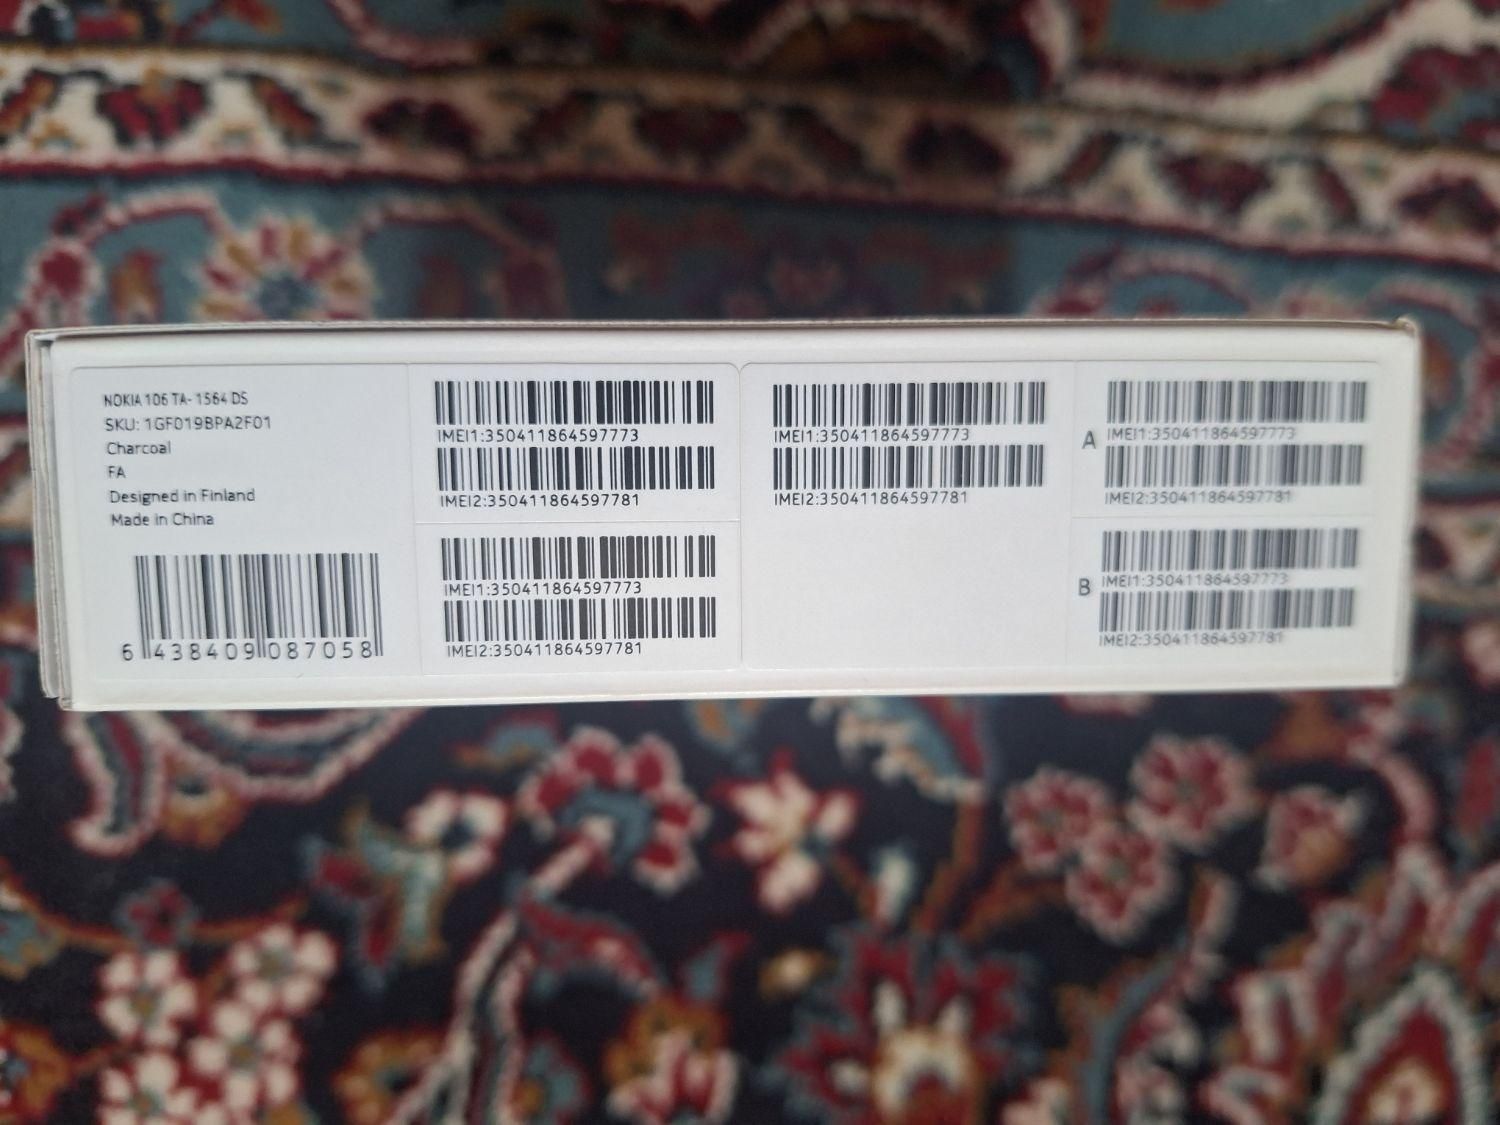 NOKIA 106 TA- 1564 DS
SKU: 1GF019BPA2F01
Charcoal
FA
Designed in Finland
Made in China
6 438409 087058
IMEI1:350411864597773
IMEI2:350411864597781
IMEI1:350411864597773
IMEI2:350411864597781
IMEI1:350411864597773
IMEI2:350411864597781
A
IMEI1:350411864597773
IMEI2:350411864597781
B
IMEI1:350411864597773
IMEI2:350411864597781